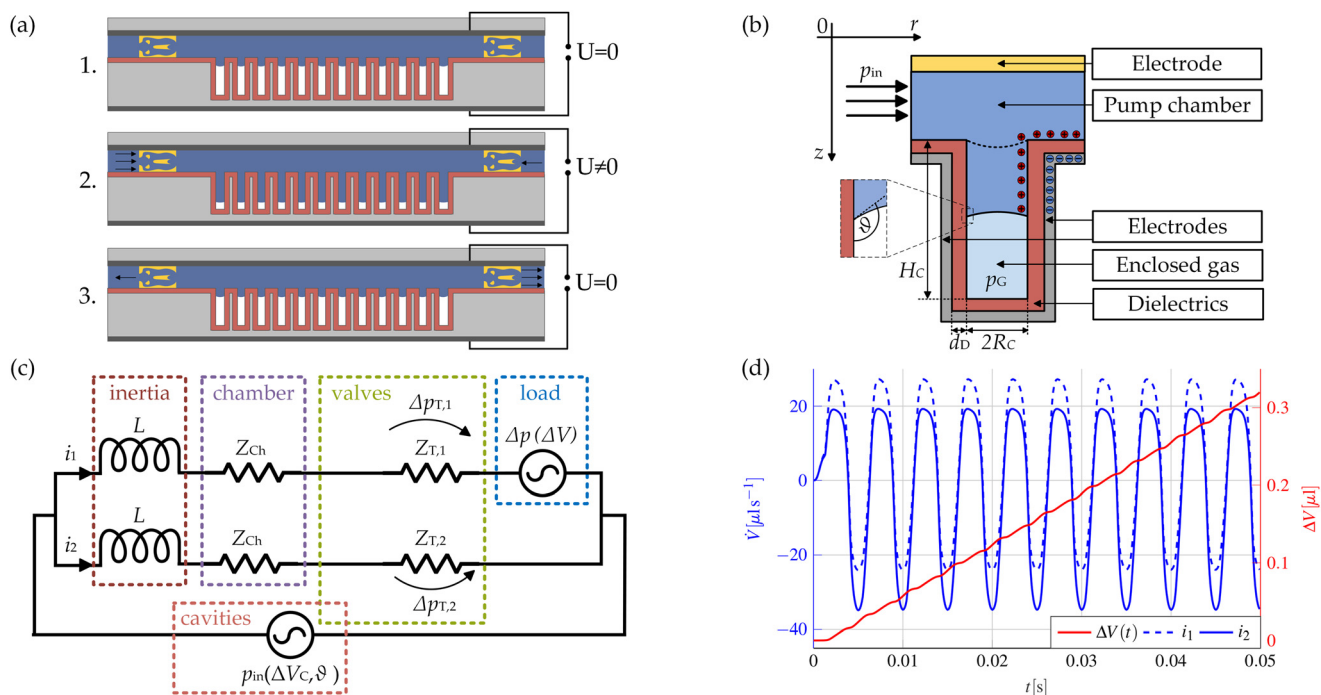 (a)
1.
U=0
2.
U≠0
3.
U=0
(b)
0
r
z
p_in
Electrode
Pump chamber
ϑ
H_C
p_G
Electrodes
Enclosed gas
Dielectrics
d_D
2R_C
(c)
inertia
chamber
valves
load
Δp_T,1
Δp (ΔV)
L
Z_Ch
Z_T,1
i_1
L
Z_Ch
Z_T,2
i_2
Δp_T,2
cavities
p_in(ΔV_C,ϑ )
(d)
20
0
−20
−40
V̇ [µl s⁻¹]
0.3
0.2
0.1
0
ΔV [µl]
ΔV(t)
i_1
i_2
0
0.01
0.02
0.03
0.04
0.05
t [s]